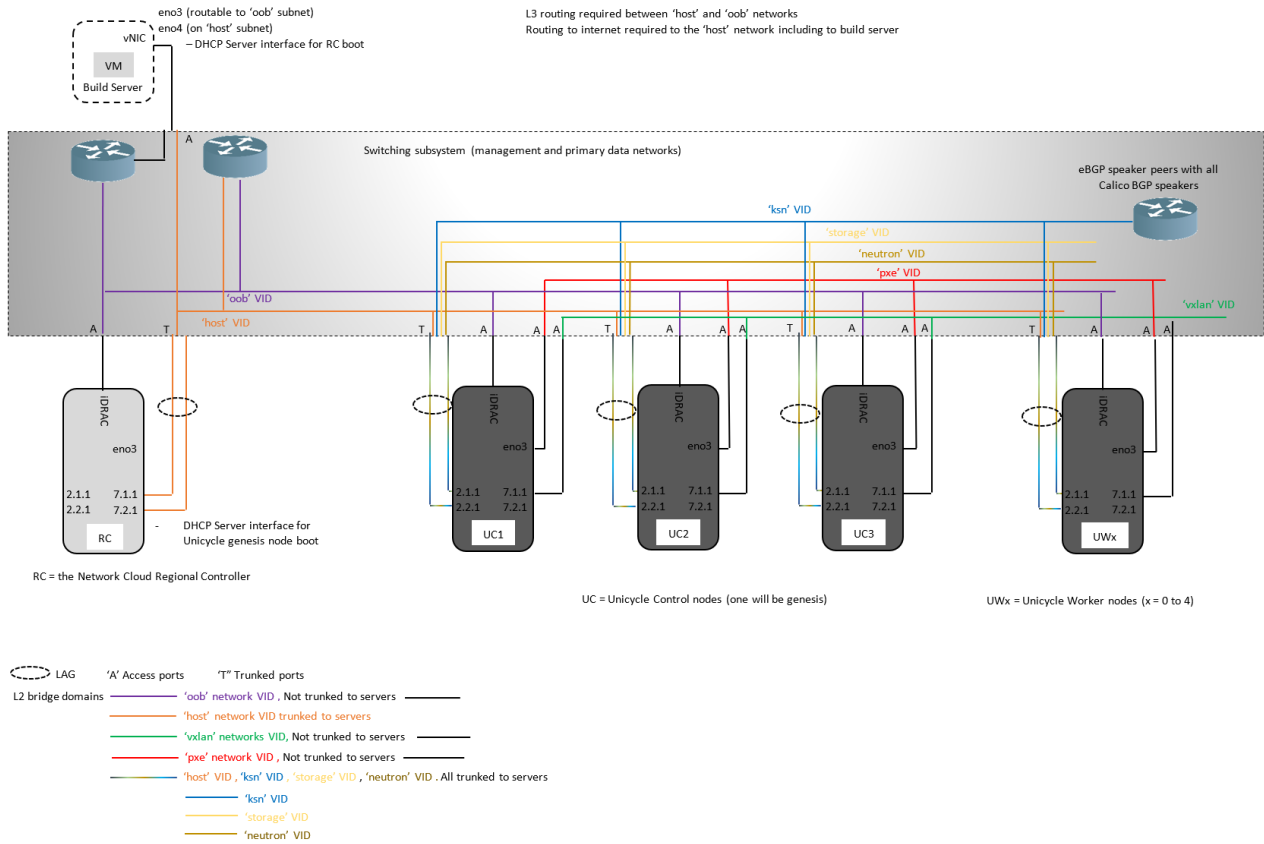 eno3 (routable to 'oob' subnet)
eno4 (on 'host' subnet)
– DHCP Server interface for RC boot
vNIC
VM
Build Server
L3 routing required between 'host' and 'oob' networks
Routing to internet required to the 'host' network including to build server
A
Switching subsystem (management and primary data networks)
eBGP speaker peers with all
Calico BGP speakers
'ksn' VID
'storage' VID
'neutron' VID
'pxe' VID
'oob' VID
'vxlan' VID
'host' VID
A T T A A A T A A A T A A A T A A A
iDRAC
eno3
2.1.1 7.1.1
2.2.1 7.2.1
RC
- DHCP Server interface for
Unicycle genesis node boot
iDRAC
eno3
2.1.1 7.1.1
2.2.1 7.2.1
UC1
iDRAC
eno3
2.1.1 7.1.1
2.2.1 7.2.1
UC2
iDRAC
eno3
2.1.1 7.1.1
2.2.1 7.2.1
UC3
iDRAC
eno3
2.1.1 7.1.1
2.2.1 7.2.1
UWx
RC = the Network Cloud Regional Controller
UC = Unicycle Control nodes (one will be genesis)
UWx = Unicycle Worker nodes (x = 0 to 4)
LAG 'A' Access ports 'T" Trunked ports
L2 bridge domains 'oob' network VID , Not trunked to servers
'host' network VID trunked to servers
'vxlan' networks VID, Not trunked to servers
'pxe' network VID , Not trunked to servers
'host' VID , 'ksn' VID , 'storage' VID , 'neutron' VID . All trunked to servers
'ksn' VID
'storage' VID
'neutron' VID